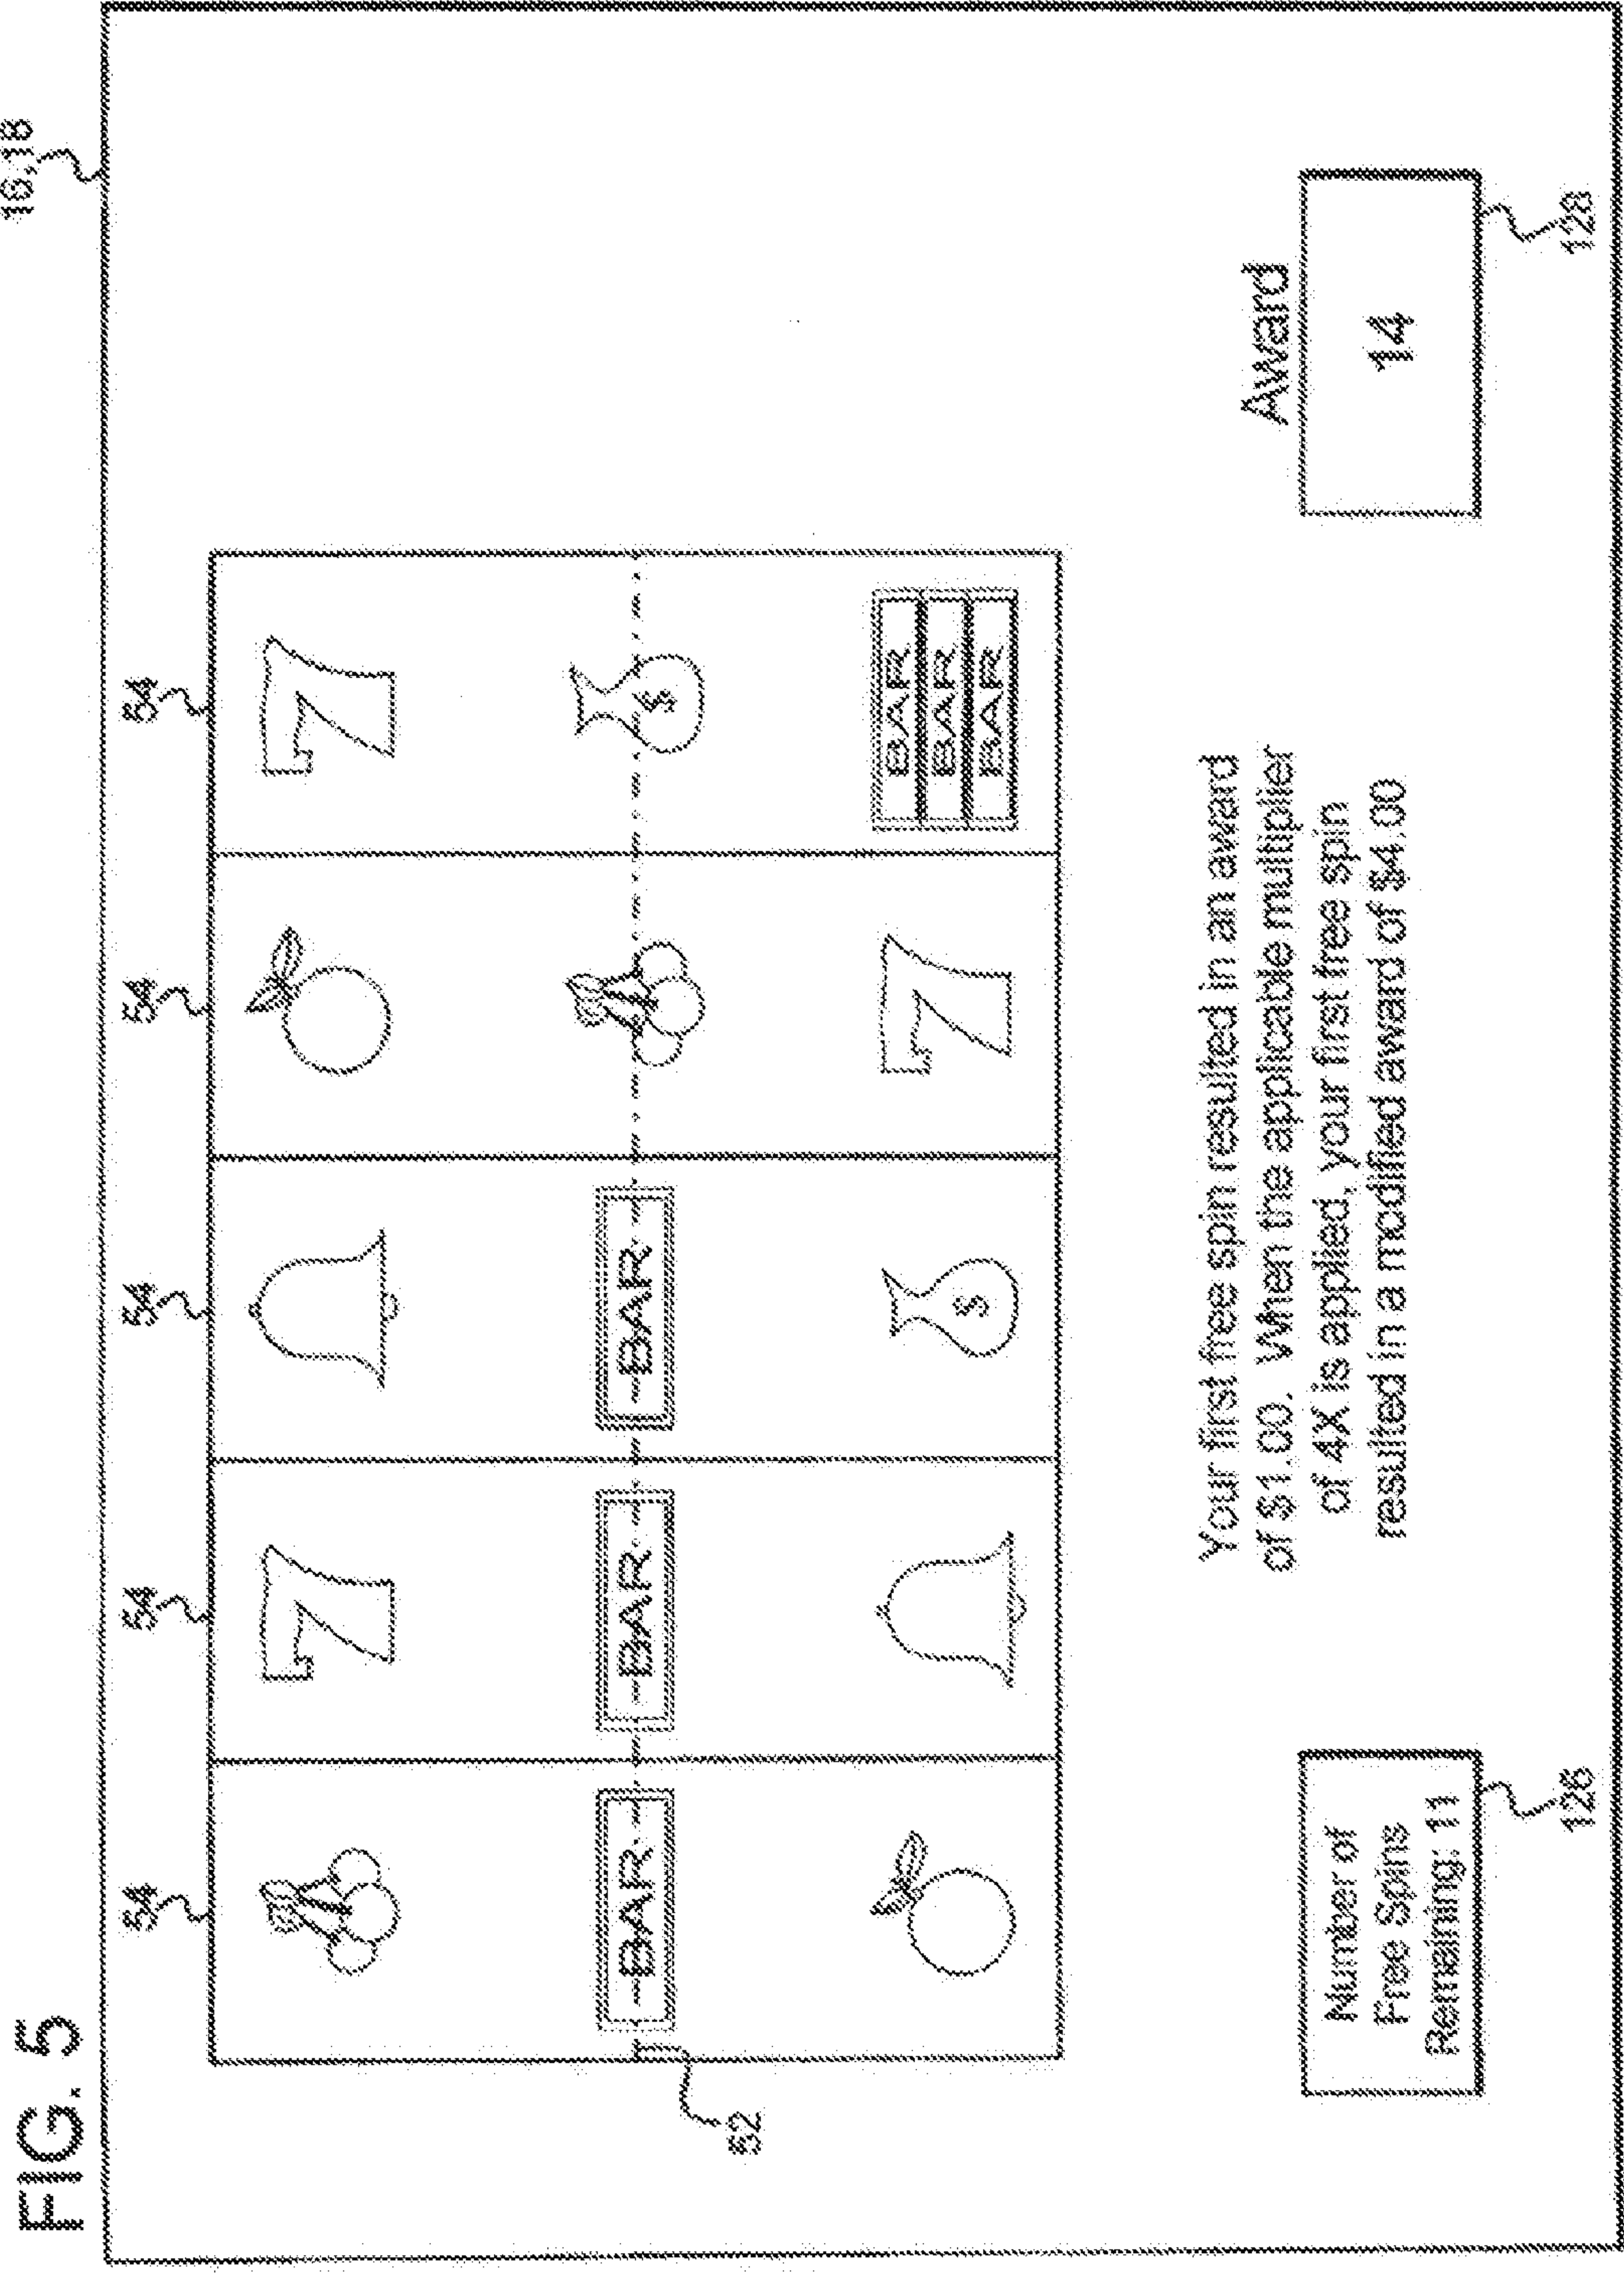 FIG. 5
16,18
54 54 54 54 54
BAR BAR BAR
$
$
BAR
BAR
BAR
52
Your first free spin resulted in an award
of $1.00. When the applicable multiplier
of 4X is applied, your first free spin
resulted in a modified award of $4.00
Number of
Free Spins
Remaining: 11
126
Award
14
128